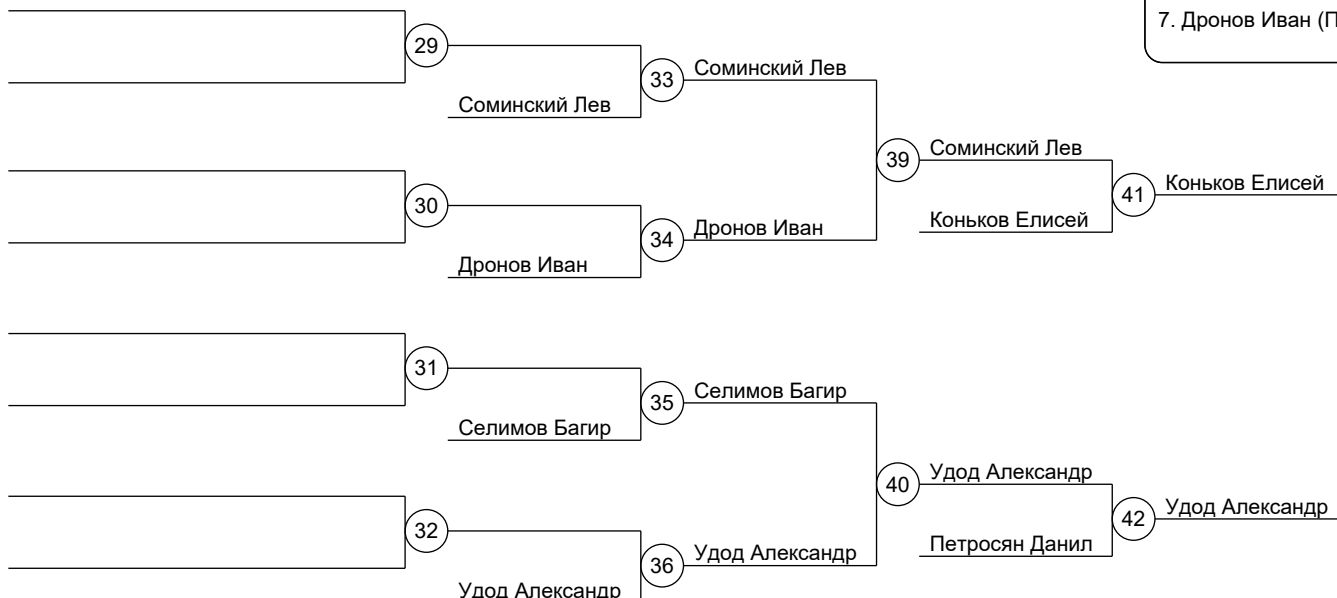 7. Дронов Иван (П
29
33
Соминский Лев
Соминский Лев
39
Соминский Лев
41
Коньков Елисей
30
34
Дронов Иван
Коньков Елисей
Дронов Иван
31
35
Селимов Багир
Селимов Багир
40
Удод Александр
42
Удод Александр
32
36
Удод Александр
Петросян Данил
Удод Александр